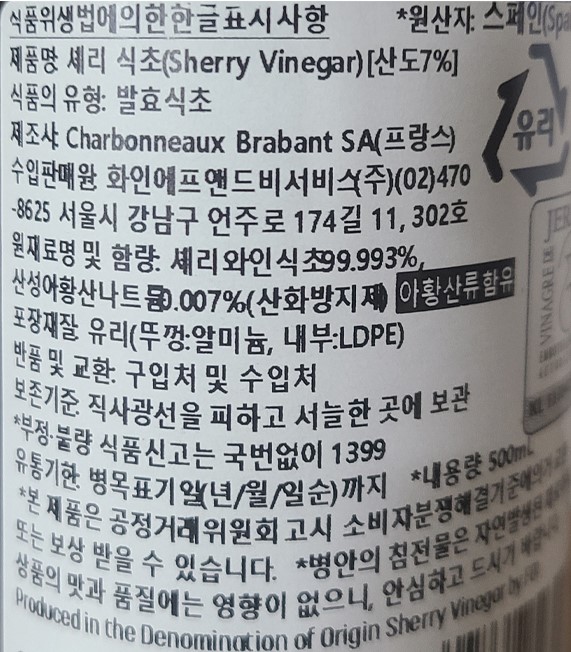 식품위생법에의한한글표시사항 *원산지: 스페인(Spa
제품명 셰리 식초(Sherry Vinegar)[산도7%]
식품의 유형: 발효식초
유리
제조사: Charbonneaux Brabant SA(프랑스)
수입판매원: 화인에프앤드비서비스(주)(02)470
-8625 서울시 강남구 언주로 174길 11, 302호
원재료명 및 함량: 셰리와인식초99.993%,
산성아황산나트륨0.007%(산화방지제) 아황산류함유
포장재질: 유리(뚜껑:알미늄, 내부:LDPE)
반품 및 교환: 구입처 및 수입처
보존기준: 직사광선을 피하고 서늘한 곳에 보관
*부정·불량 식품신고는 국번없이 1399
유통기한: 병목표기일(년/월/일순)까지 *내용량 500mL
*본 제품은 공정거래위원회 고시 소비자분쟁해결기준에의거 교환
또는 보상 받을 수 있습니다. *병안의 침전물은 자연발생된
상품의 맛과 품질에는 영향이 없으니, 안심하고 드시기 바랍니다
Produced in the Denomination of Origin Sherry Vinegar by
VINAGRE DE
JER